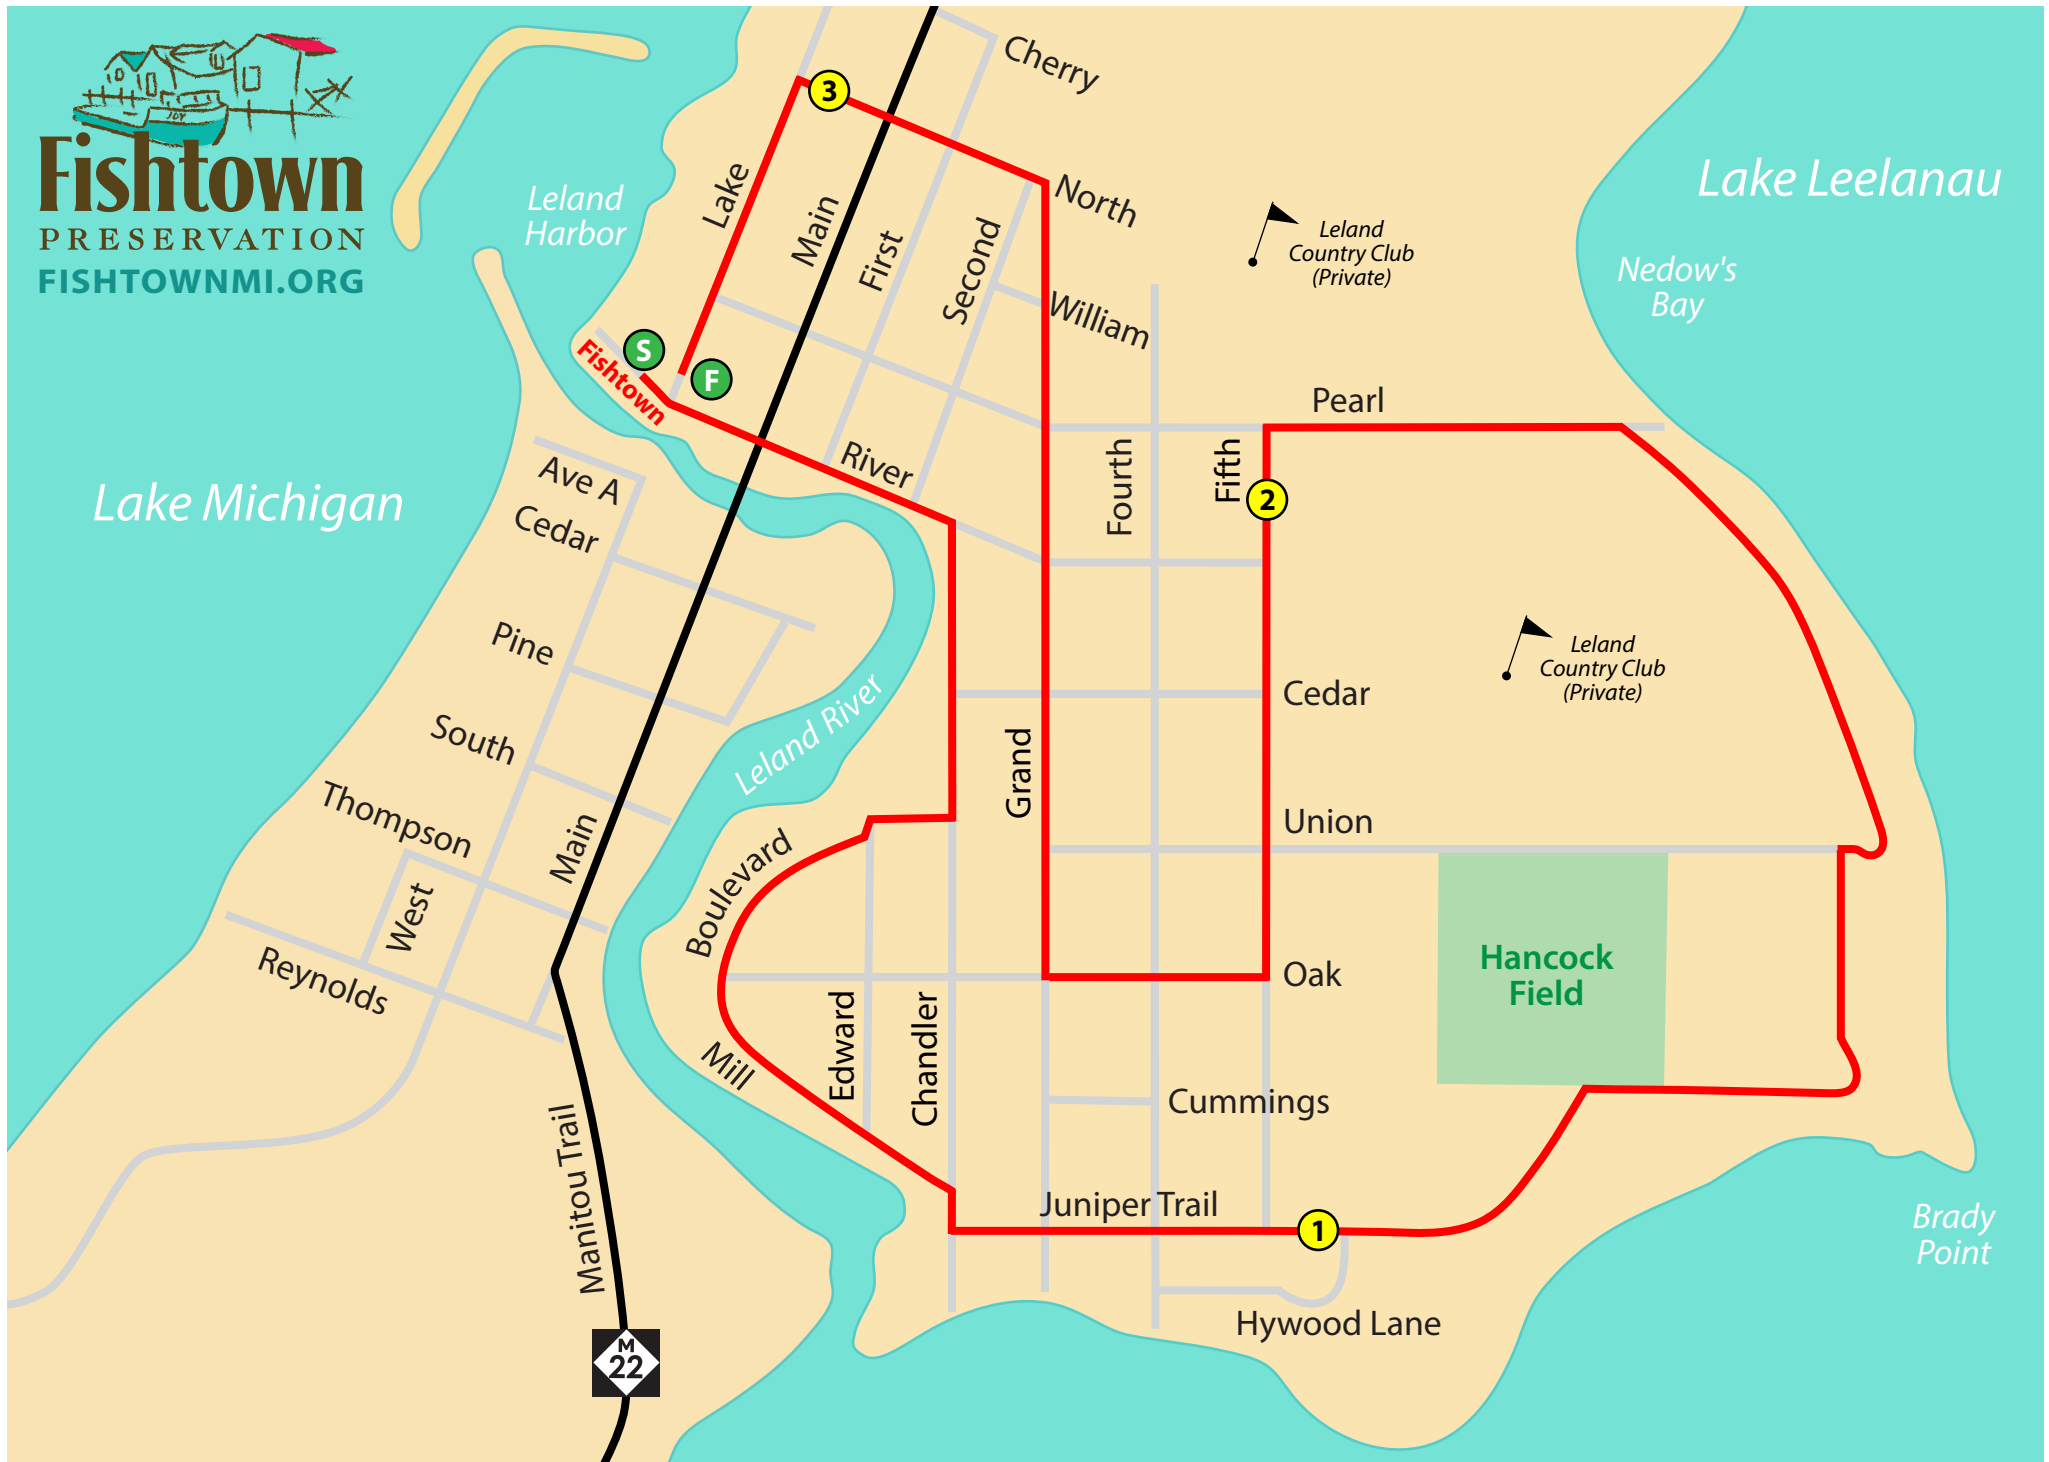 JOY
Fishtown
PRESERVATION
FISHTOWNMI.ORG
Cherry
3
Lake Leelanau
Lake
Leland
Harbor
Main
North
First
Second
Leland
Country Club
(Private)
Nedow's
Bay
William
S
F
Fishtown
Pearl
River
Fourth
Fifth
2
Ave A
Lake Michigan
Cedar
Pine
Leland
Country Club
(Private)
Cedar
Leland River
South
Grand
Thompson
Main
Union
Boulevard
West
Hancock
Field
Reynolds
Oak
Edward
Chandler
Mill
Cummings
Manitou Trail
Juniper Trail
1
Brady
Point
Hywood Lane
M
22